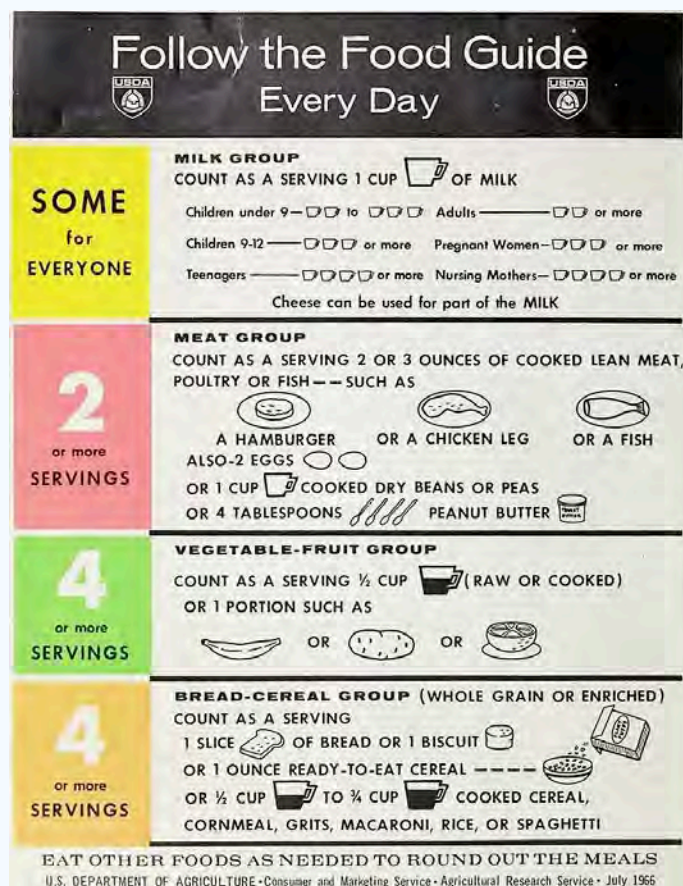 Follow the Food Guide
USDA
USDA
Every Day
SOME
for
EVERYONE
MILK GROUP
COUNT AS A SERVING 1 CUP OF MILK
Children under 9— to Adults — or more
Children 9-12 — or more Pregnant Women— or more
Teenagers — or more Nursing Mothers— or more
Cheese can be used for part of the MILK
2
or more
SERVINGS
MEAT GROUP
COUNT AS A SERVING 2 OR 3 OUNCES OF COOKED LEAN MEAT,
POULTRY OR FISH — — SUCH AS
A HAMBURGER OR A CHICKEN LEG OR A FISH
ALSO-2 EGGS
OR 1 CUP COOKED DRY BEANS OR PEAS
OR 4 TABLESPOONS PEANUT BUTTER
4
or more
SERVINGS
VEGETABLE-FRUIT GROUP
COUNT AS A SERVING ½ CUP (RAW OR COOKED)
OR 1 PORTION SUCH AS
OR OR
4
or more
SERVINGS
BREAD-CEREAL GROUP (WHOLE GRAIN OR ENRICHED)
COUNT AS A SERVING
1 SLICE OF BREAD OR 1 BISCUIT
OR 1 OUNCE READY-TO-EAT CEREAL — — — — —
OR ½ CUP TO ¾ CUP COOKED CEREAL,
CORNMEAL, GRITS, MACARONI, RICE, OR SPAGHETTI
EAT OTHER FOODS AS NEEDED TO ROUND OUT THE MEALS
U.S. DEPARTMENT OF AGRICULTURE • Consumer and Marketing Service • Agricultural Research Service • July 1966